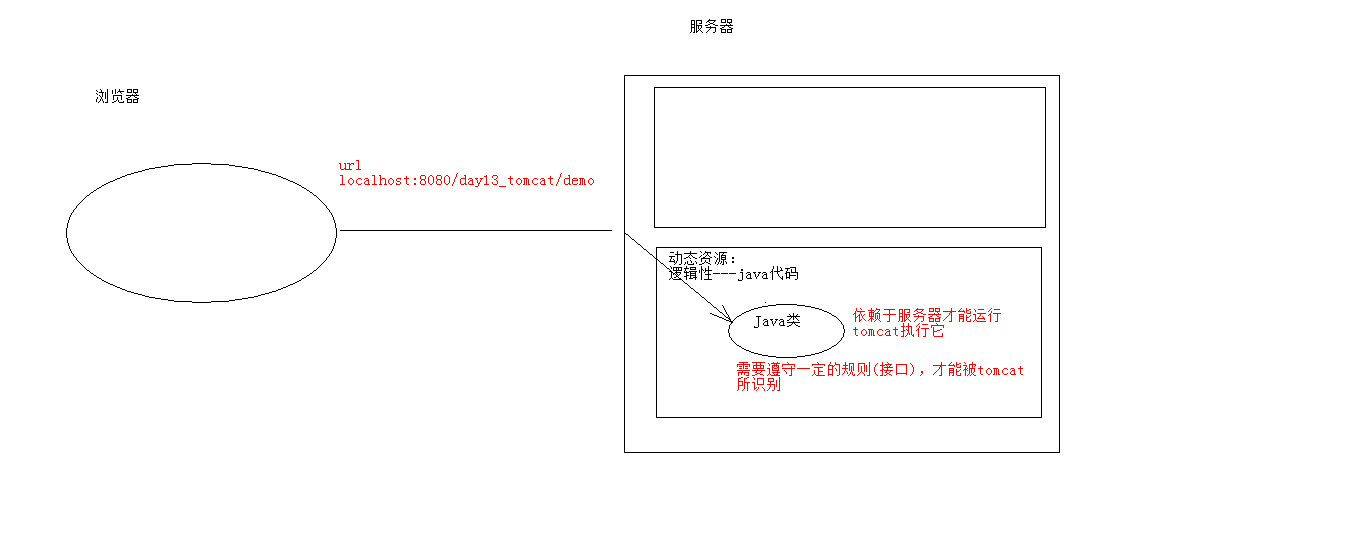 服务器
浏览器
url
localhost:8080/day13_tomcat/demo
动态资源:
逻辑性---java代码
Java类
依赖于服务器才能运行
tomcat执行它
需要遵守一定的规则(接口), 才能被tomcat
所识别